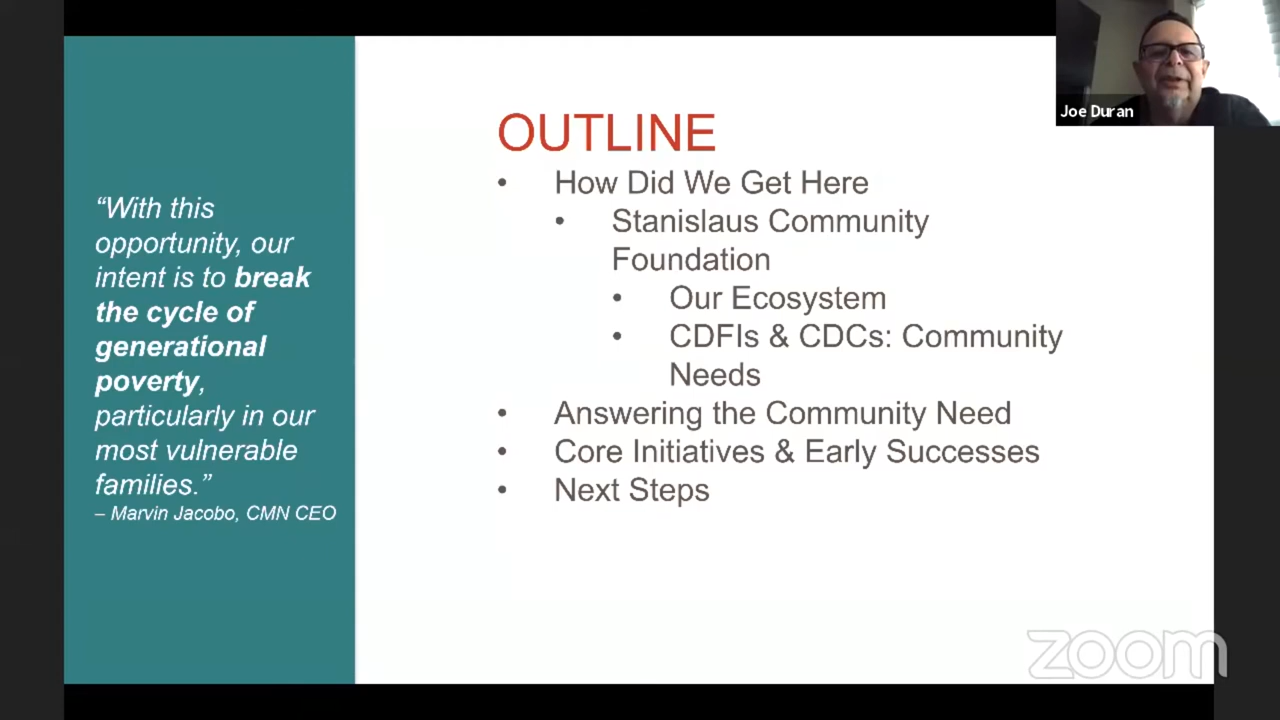 “With this
opportunity, our
intent is to break
the cycle of
generational
poverty,
particularly in our
most vulnerable
families.”
– Marvin Jacobo, CMN CEO
OUTLINE
• How Did We Get Here
• Stanislaus Community
Foundation
• Our Ecosystem
• CDFIs & CDCs: Community
Needs
• Answering the Community Need
• Core Initiatives & Early Successes
• Next Steps
Joe Duran
zoom